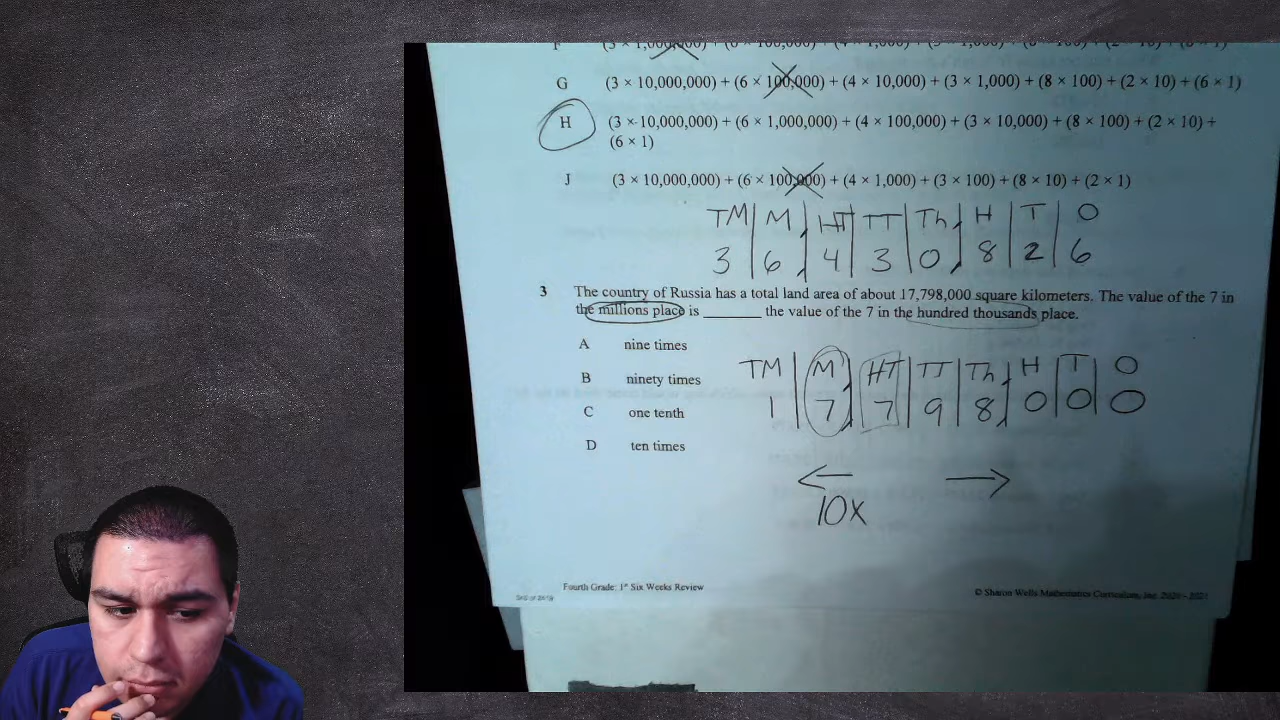 G (3 × 10,000,000) + (6 × 100,000) + (4 × 10,000) + (3 × 1,000) + (8 × 100) + (2 × 10) + (6 × 1)
H (3 × 10,000,000) + (6 × 1,000,000) + (4 × 100,000) + (3 × 10,000) + (8 × 100) + (2 × 10) +
(6 × 1)
J (3 × 10,000,000) + (6 × 100,000) + (4 × 1,000) + (3 × 100) + (8 × 10) + (2 × 1)
TM M HT TT Th H T O
3 6 4 3 0 8 2 6
3 The country of Russia has a total land area of about 17,798,000 square kilometers. The value of the 7 in
the millions place is ______ the value of the 7 in the hundred thousands place.
A nine times
B ninety times
C one tenth
D ten times
TM M HT TT Th H T O
1 7 7 9 8 0 0 0
← →
10x
Fourth Grade: 1st Six Weeks Review
© Sharon Wells Mathematics Curriculum, Inc. 2020 - 2021